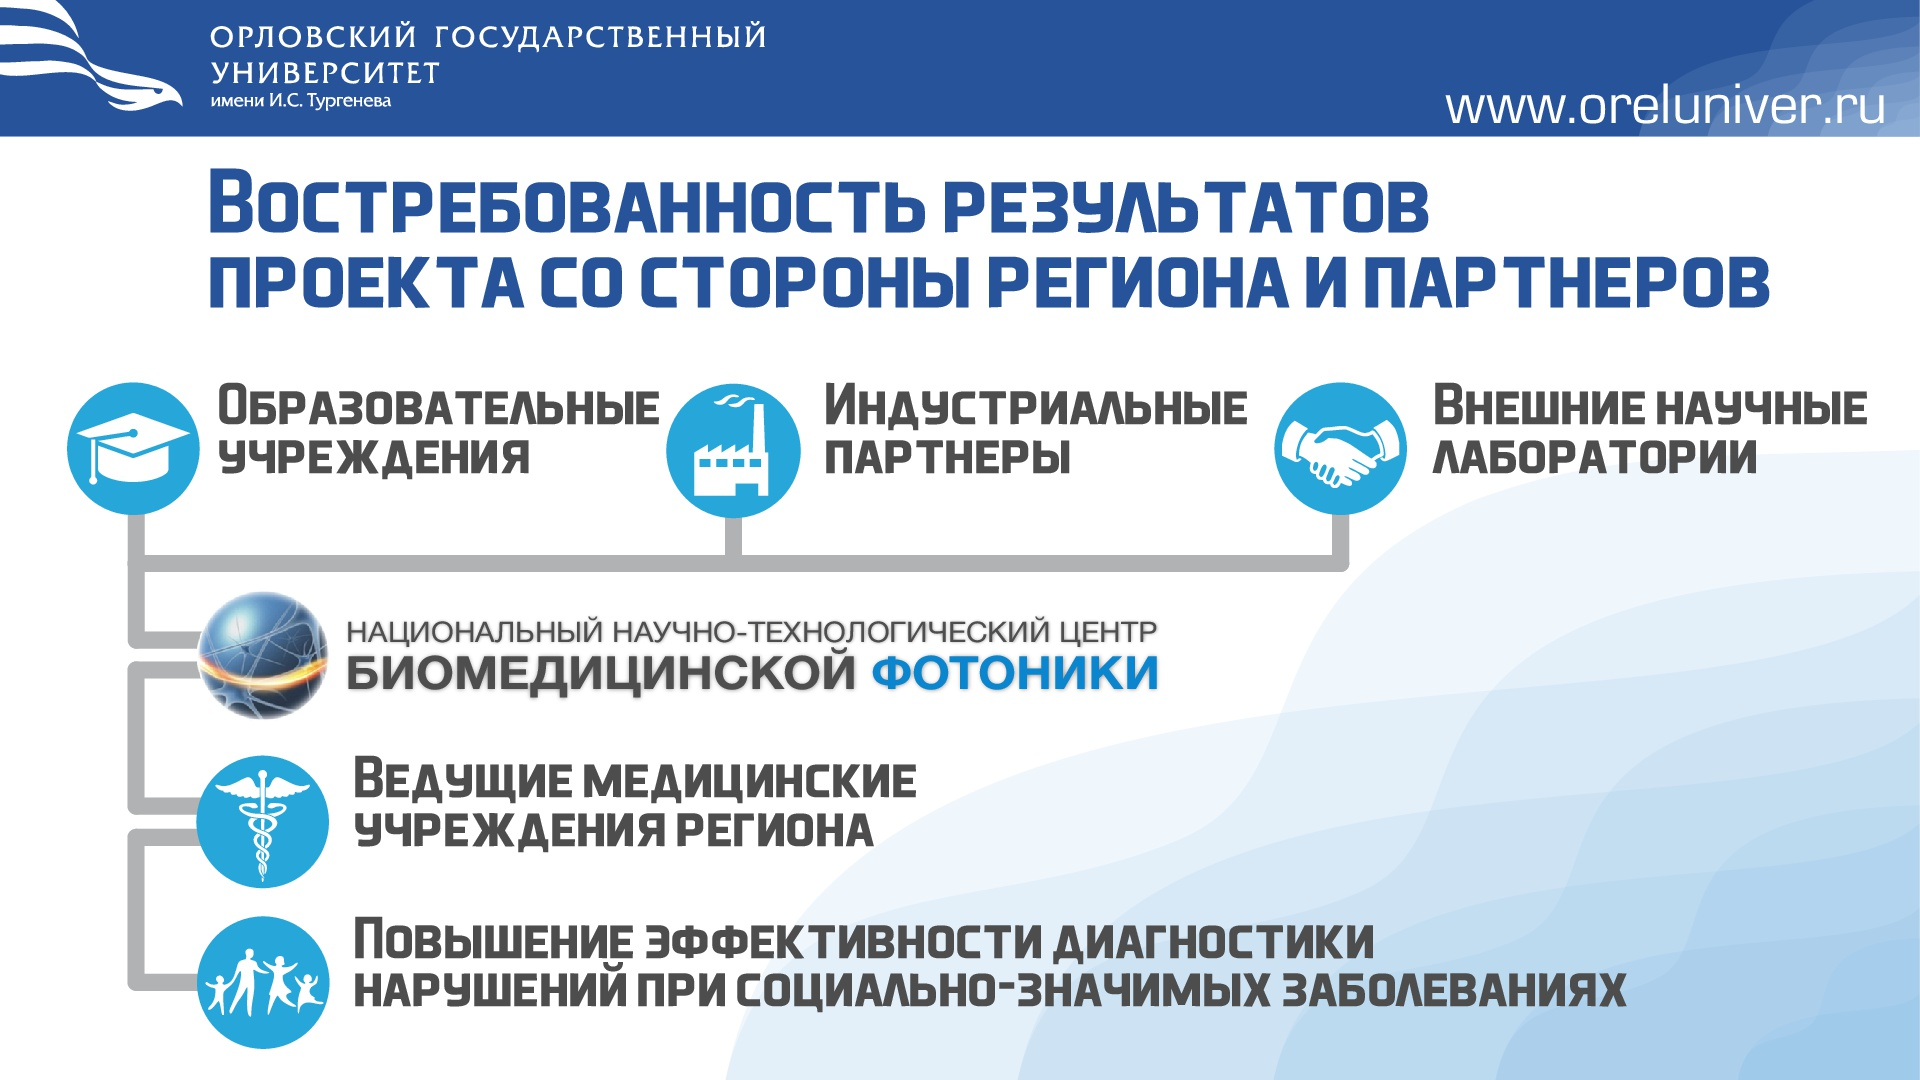 ОРЛОВСКИЙ ГОСУДАРСТВЕННЫЙ
УНИВЕРСИТЕТ
имени И.С. Тургенева
www.oreluniver.ru
Востребованность результатов
проекта со стороны региона и партнеров
Образовательные
учреждения
Индустриальные
партнеры
Внешние научные
лаборатории
НАЦИОНАЛЬНЫЙ НАУЧНО-ТЕХНОЛОГИЧЕСКИЙ ЦЕНТР
БИОМЕДИЦИНСКОЙ ФОТОНИКИ
Ведущие медицинские
учреждения региона
Повышение эффективности диагностики
нарушений при социально-значимых заболеваниях